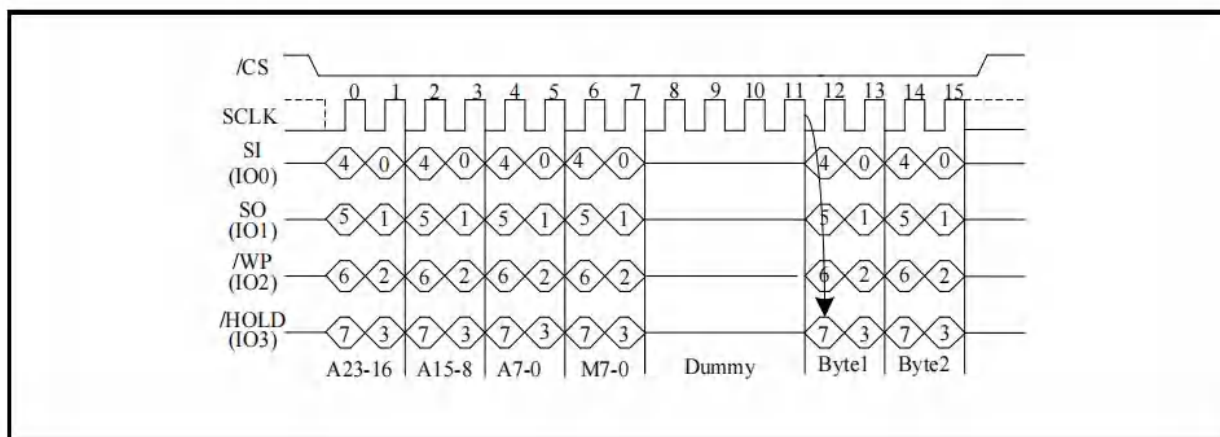 /CS
0 1 2 3 4 5 6 7 8 9 10 11 12 13 14 15
SCLK
SI
(IO0)
4 0 4 0 4 0 4 0 4 0 4 0
SO
(IO1)
5 1 5 1 5 1 5 1 5 1 5 1
/WP
(IO2)
6 2 6 2 6 2 6 2 6 2 6 2
/HOLD
(IO3)
7 3 7 3 7 3 7 3 7 3 7 3
A23-16 A15-8 A7-0 M7-0 Dummy Byte1 Byte2